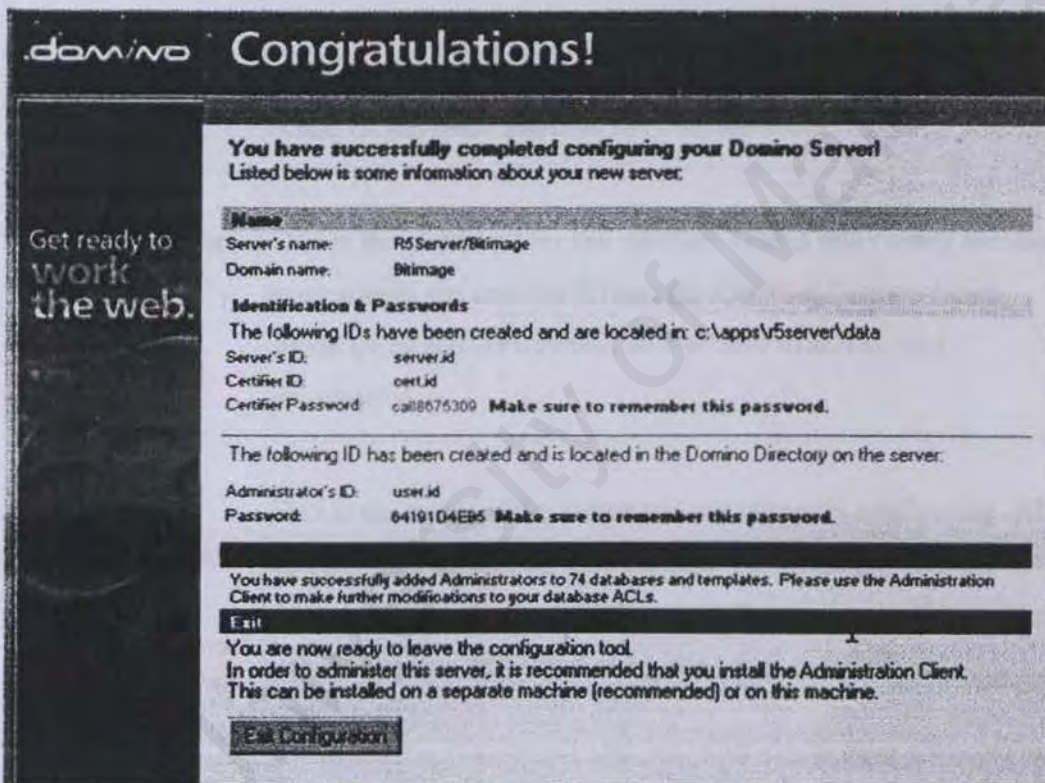 .domino
Congratulations!
Get ready to
work
the web.
You have successfully completed configuring your Domino Server!
Listed below is some information about your new server:
Name
Server's name: R5Server/Bitimage
Domain name: Bitimage
Identification & Passwords
The following IDs have been created and are located in: c:\apps\r5server\data
Server's ID: server.id
Certifier ID: cert.id
Certifier Password: call8675309 Make sure to remember this password.
The following ID has been created and is located in the Domino Directory on the server:
Administrator's ID: user.id
Password: 64191D4EB5 Make sure to remember this password.
You have successfully added Administrators to 74 databases and templates. Please use the Administration
Client to make further modifications to your database ACLs.
Exit
You are now ready to leave the configuration tool.
In order to administer this server, it is recommended that you install the Administration Client.
This can be installed on a separate machine (recommended) or on this machine.
Exit Configuration
University of Mala